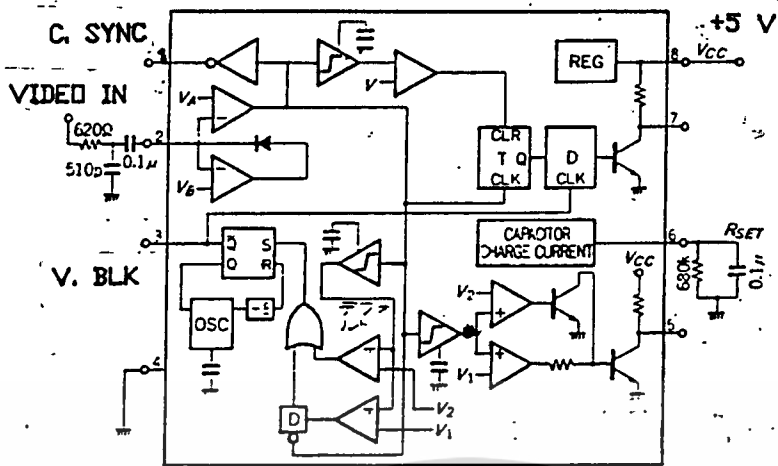 C. SYNC
+5 V
1
8
VCC
REG
VIDEO IN
VA
V
7
620Ω
2
CLR
T Q
CLK
D
CLK
510p
0.1μ
VB
3
Q̄ S
Q R
CAPACITOR
CHARGE CURRENT
6
RSET
V. BLK
VCC
680k
0.1μ
OSC
V2
5
4
V1
V2
D
V1